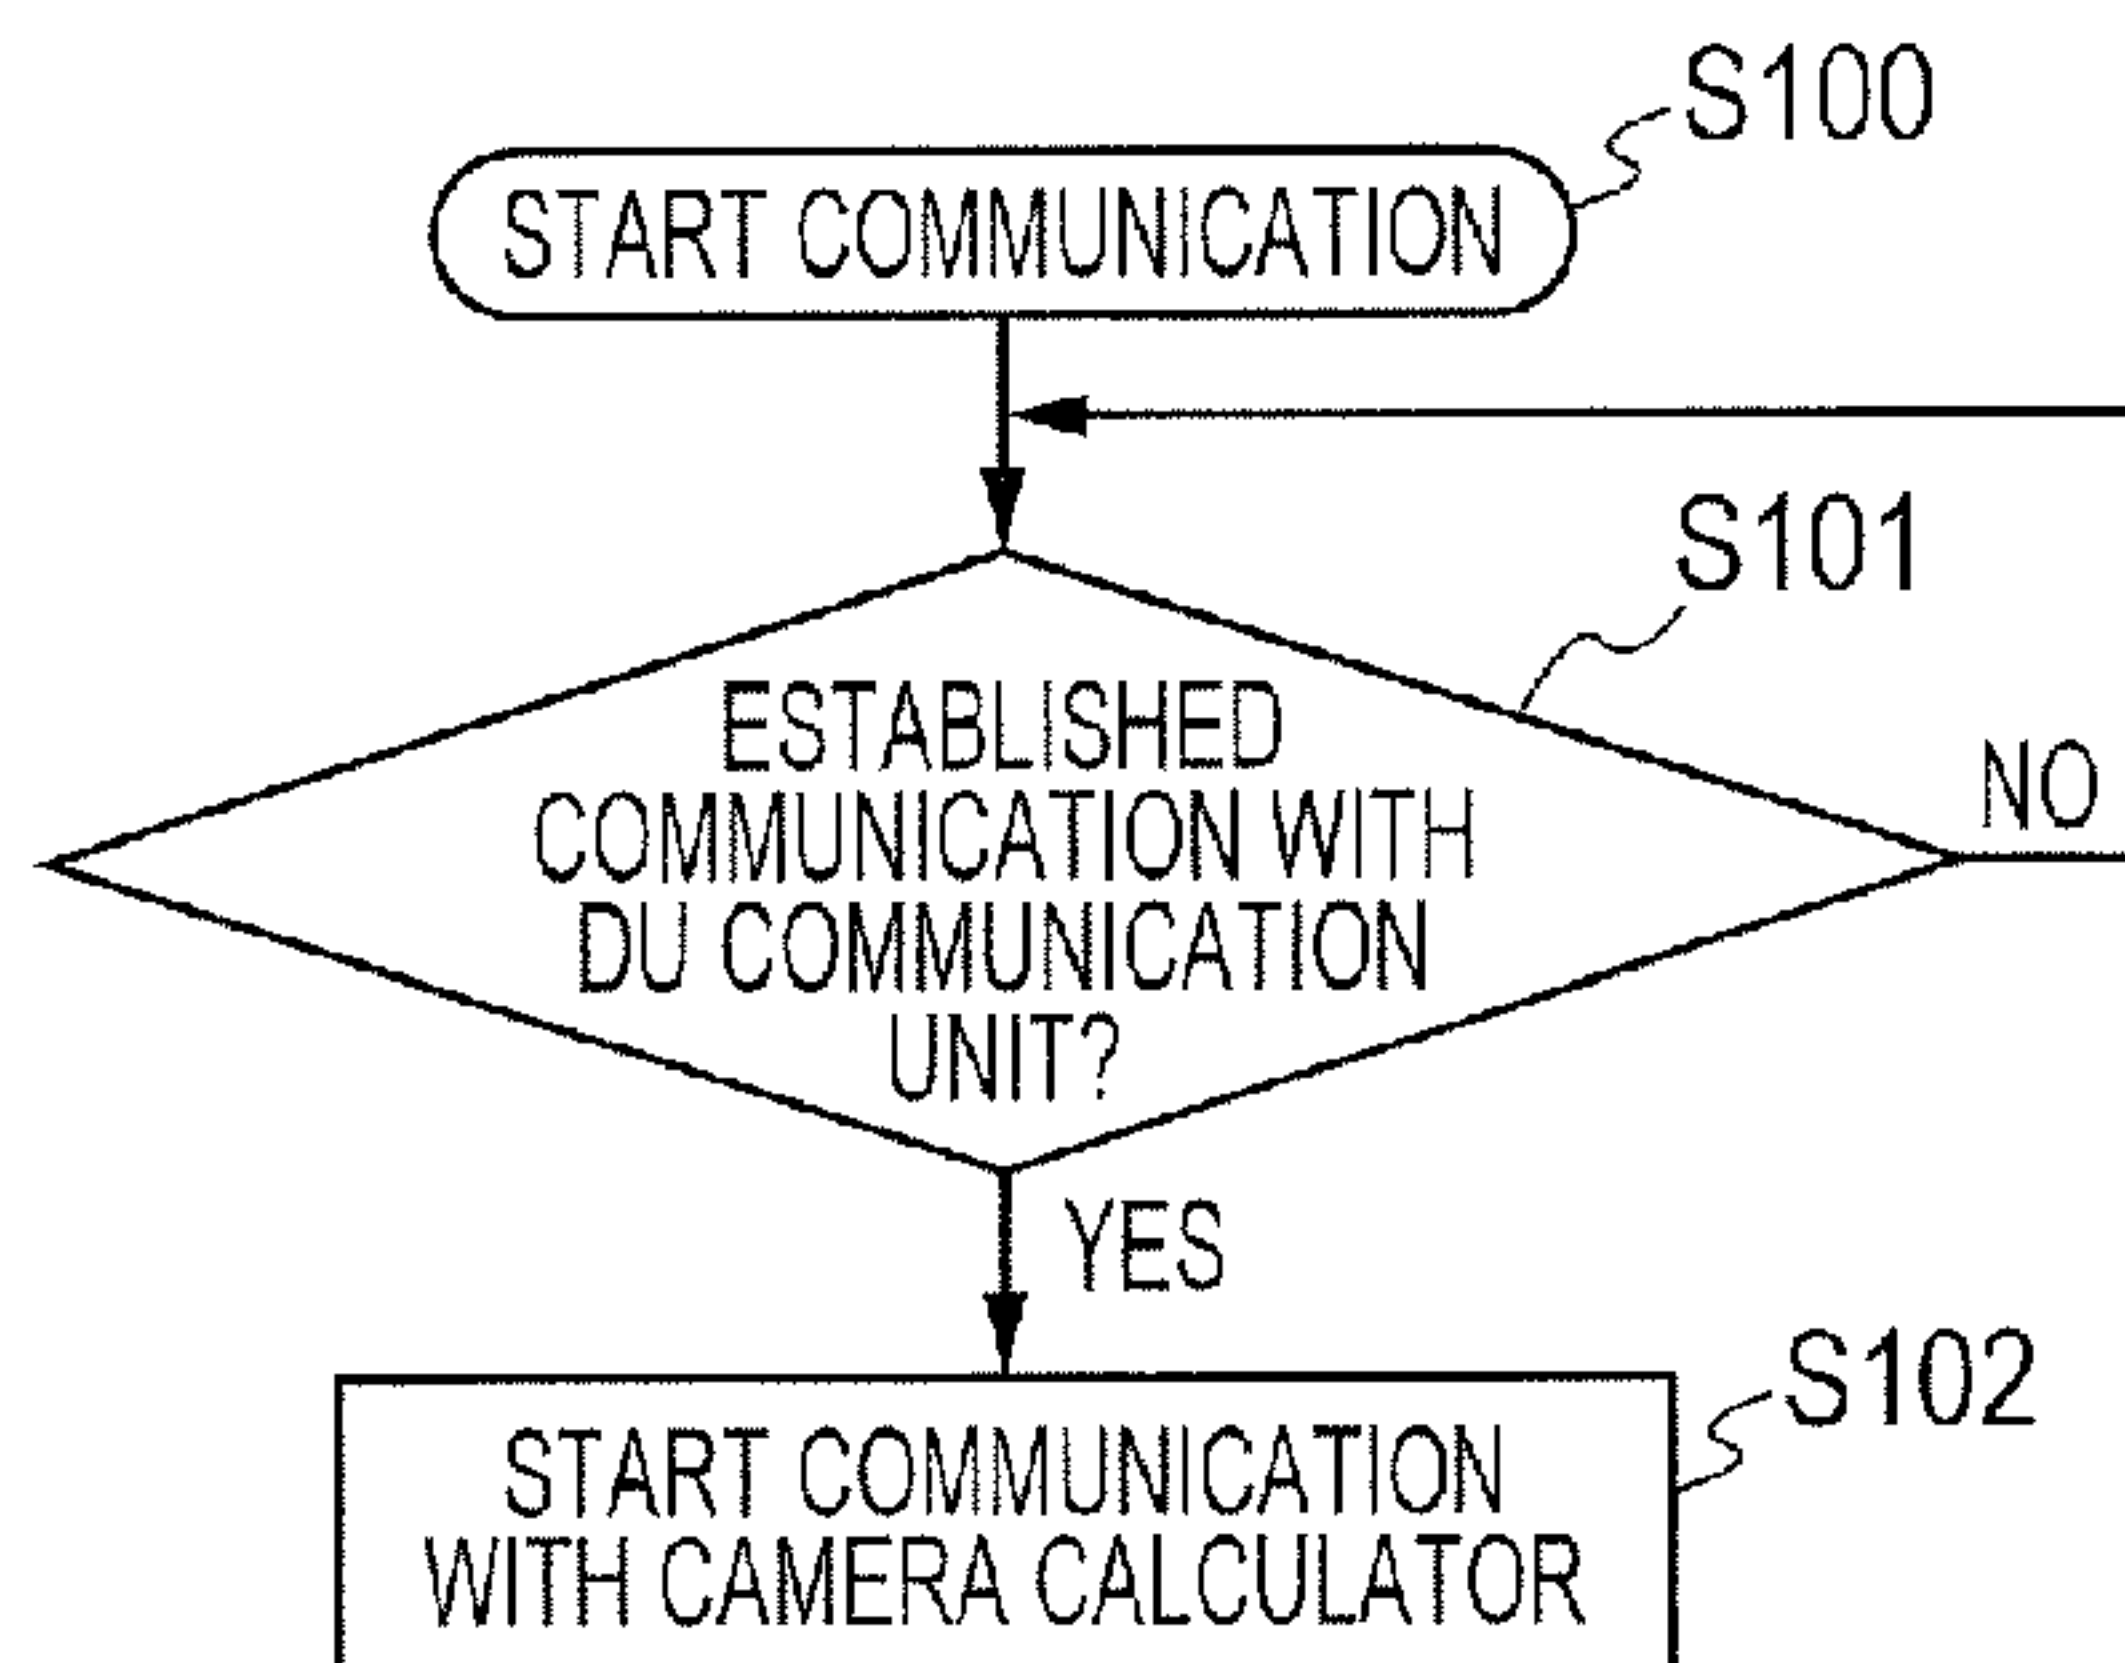 S100
START COMMUNICATION
S101
ESTABLISHED
COMMUNICATION WITH
DU COMMUNICATION
UNIT?
NO
YES
S102
START COMMUNICATION
WITH CAMERA CALCULATOR